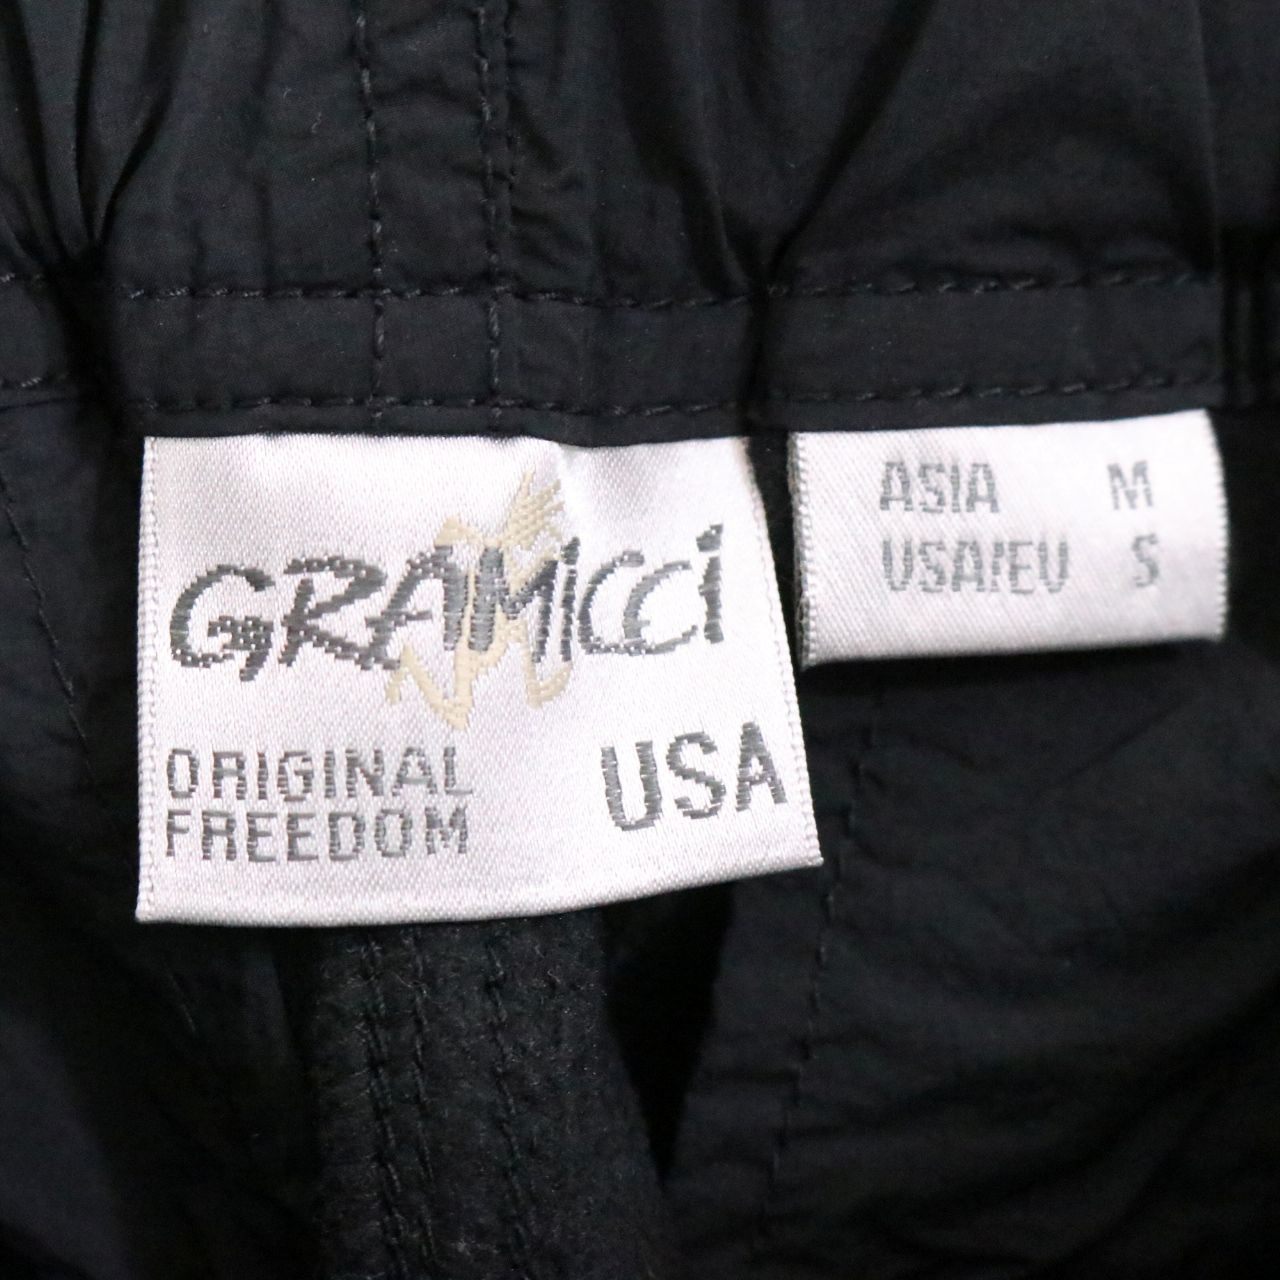 GRAMICCI
ORIGINAL
FREEDOM
USA
ASIA M
USA/EU S